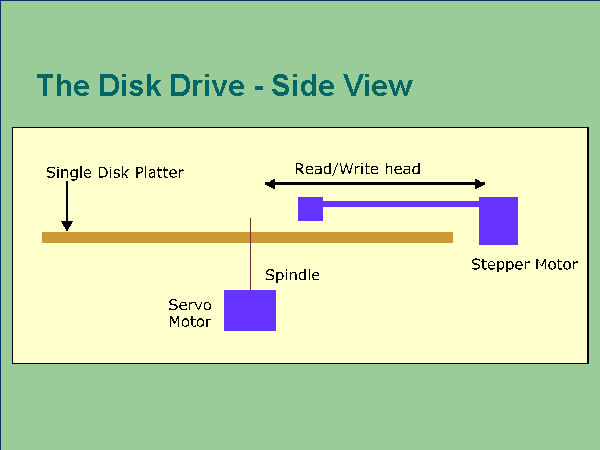 The Disk Drive - Side View
Read/Write head
Single Disk Platter
Stepper Motor
Spindle
Servo
Motor